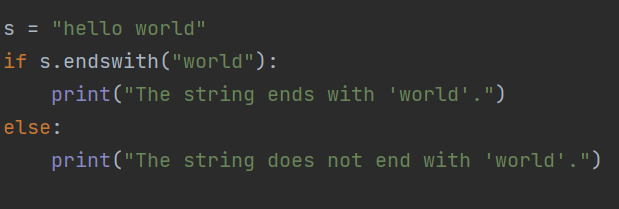 s = "hello world"
if s.endswith("world"):
    print("The string ends with 'world'.")
else:
    print("The string does not end with 'world'.")